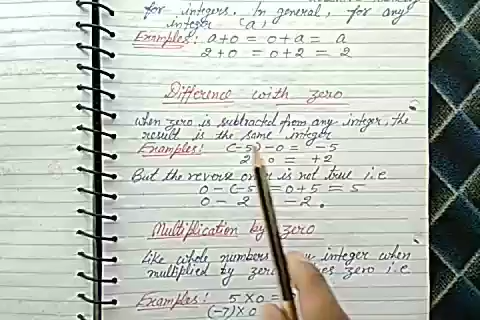 for integers. In general, for any
integer (a)
Examples: a+0 = 0+a = a
2+0 = 0+2 = 2
Difference with zero
when zero is subtracted from any integer, the
result is the same integer
Examples: (-5)-0 = -5
2 0 = +2
But the reverse is not true i.e
0-(-5 =0+5 = 5
0-2 -2.
Multiplication by zero
Like whole numbers integer when
multiplied by zero i.e
Examples: 5×0 =
(-7)×0